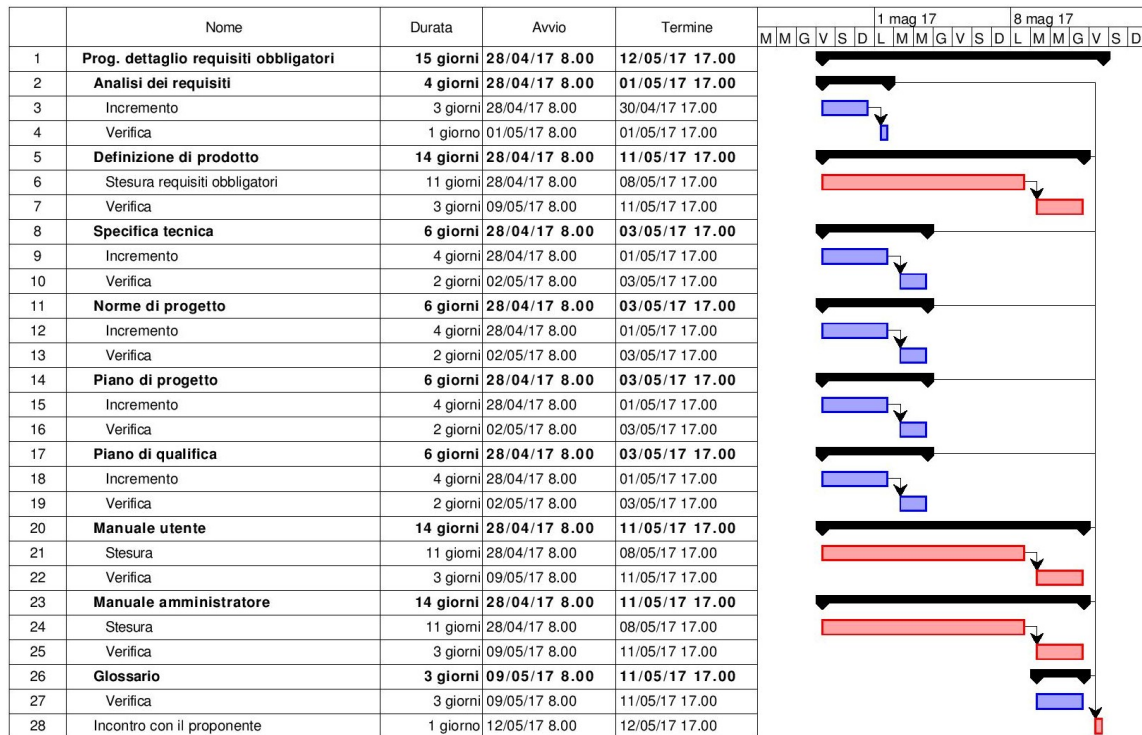 Nome Durata Avvio Termine 1 mag 17 8 mag 17
M M G V S D L M M G V S D L M M G V S D
1 Prog. dettaglio requisiti obbligatori 15 giorni 28/04/17 8.00 12/05/17 17.00
2 Analisi dei requisiti 4 giorni 28/04/17 8.00 01/05/17 17.00
3 Incremento 3 giorni 28/04/17 8.00 30/04/17 17.00
4 Verifica 1 giorno 01/05/17 8.00 01/05/17 17.00
5 Definizione di prodotto 14 giorni 28/04/17 8.00 11/05/17 17.00
6 Stesura requisiti obbligatori 11 giorni 28/04/17 8.00 08/05/17 17.00
7 Verifica 3 giorni 09/05/17 8.00 11/05/17 17.00
8 Specifica tecnica 6 giorni 28/04/17 8.00 03/05/17 17.00
9 Incremento 4 giorni 28/04/17 8.00 01/05/17 17.00
10 Verifica 2 giorni 02/05/17 8.00 03/05/17 17.00
11 Norme di progetto 6 giorni 28/04/17 8.00 03/05/17 17.00
12 Incremento 4 giorni 28/04/17 8.00 01/05/17 17.00
13 Verifica 2 giorni 02/05/17 8.00 03/05/17 17.00
14 Piano di progetto 6 giorni 28/04/17 8.00 03/05/17 17.00
15 Incremento 4 giorni 28/04/17 8.00 01/05/17 17.00
16 Verifica 2 giorni 02/05/17 8.00 03/05/17 17.00
17 Piano di qualifica 6 giorni 28/04/17 8.00 03/05/17 17.00
18 Incremento 4 giorni 28/04/17 8.00 01/05/17 17.00
19 Verifica 2 giorni 02/05/17 8.00 03/05/17 17.00
20 Manuale utente 14 giorni 28/04/17 8.00 11/05/17 17.00
21 Stesura 11 giorni 28/04/17 8.00 08/05/17 17.00
22 Verifica 3 giorni 09/05/17 8.00 11/05/17 17.00
23 Manuale amministratore 14 giorni 28/04/17 8.00 11/05/17 17.00
24 Stesura 11 giorni 28/04/17 8.00 08/05/17 17.00
25 Verifica 3 giorni 09/05/17 8.00 11/05/17 17.00
26 Glossario 3 giorni 09/05/17 8.00 11/05/17 17.00
27 Verifica 3 giorni 09/05/17 8.00 11/05/17 17.00
28 Incontro con il proponente 1 giorno 12/05/17 8.00 12/05/17 17.00